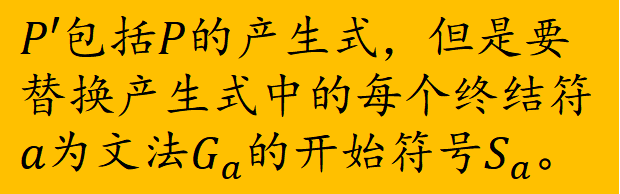 P′包括P的产生式，但是要
替换产生式中的每个终结符
a为文法Gₐ的开始符号Sₐ。